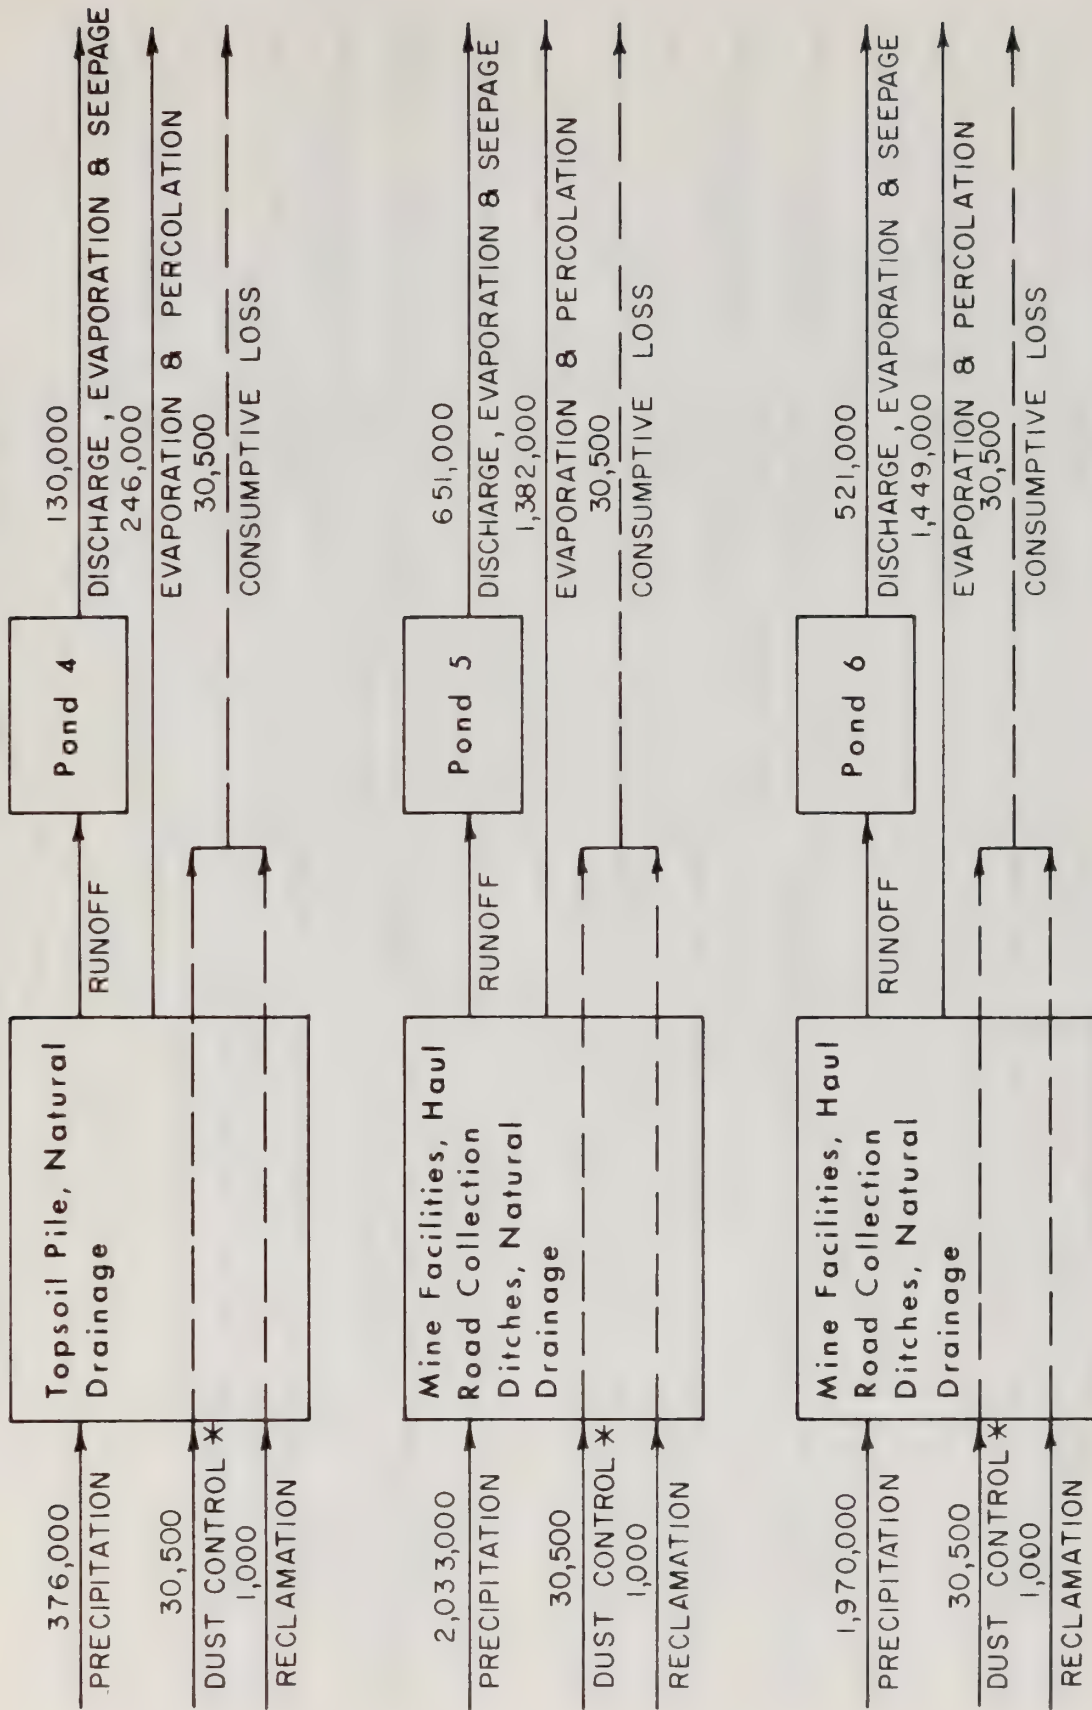 376,000
PRECIPITATION
30,500
DUST CONTROL *
1,000
RECLAMATION
Topsoil Pile, Natural
Drainage
RUNOFF
Pond 4
130,000
DISCHARGE, EVAPORATION & SEEPAGE
246,000
EVAPORATION & PERCOLATION
30,500
CONSUMPTIVE LOSS
2,033,000
PRECIPITATION
30,500
DUST CONTROL *
1,000
RECLAMATION
Mine Facilities, Haul
Road Collection
Ditches, Natural
Drainage
RUNOFF
Pond 5
651,000
DISCHARGE, EVAPORATION & SEEPAGE
1,382,000
EVAPORATION & PERCOLATION
30,500
CONSUMPTIVE LOSS
1,970,000
PRECIPITATION
30,500
DUST CONTROL *
1,000
RECLAMATION
Mine Facilities, Haul
Road Collection
Ditches, Natural
Drainage
RUNOFF
Pond 6
521,000
DISCHARGE, EVAPORATION & SEEPAGE
1,449,000
EVAPORATION & PERCOLATION
30,500
CONSUMPTIVE LOSS